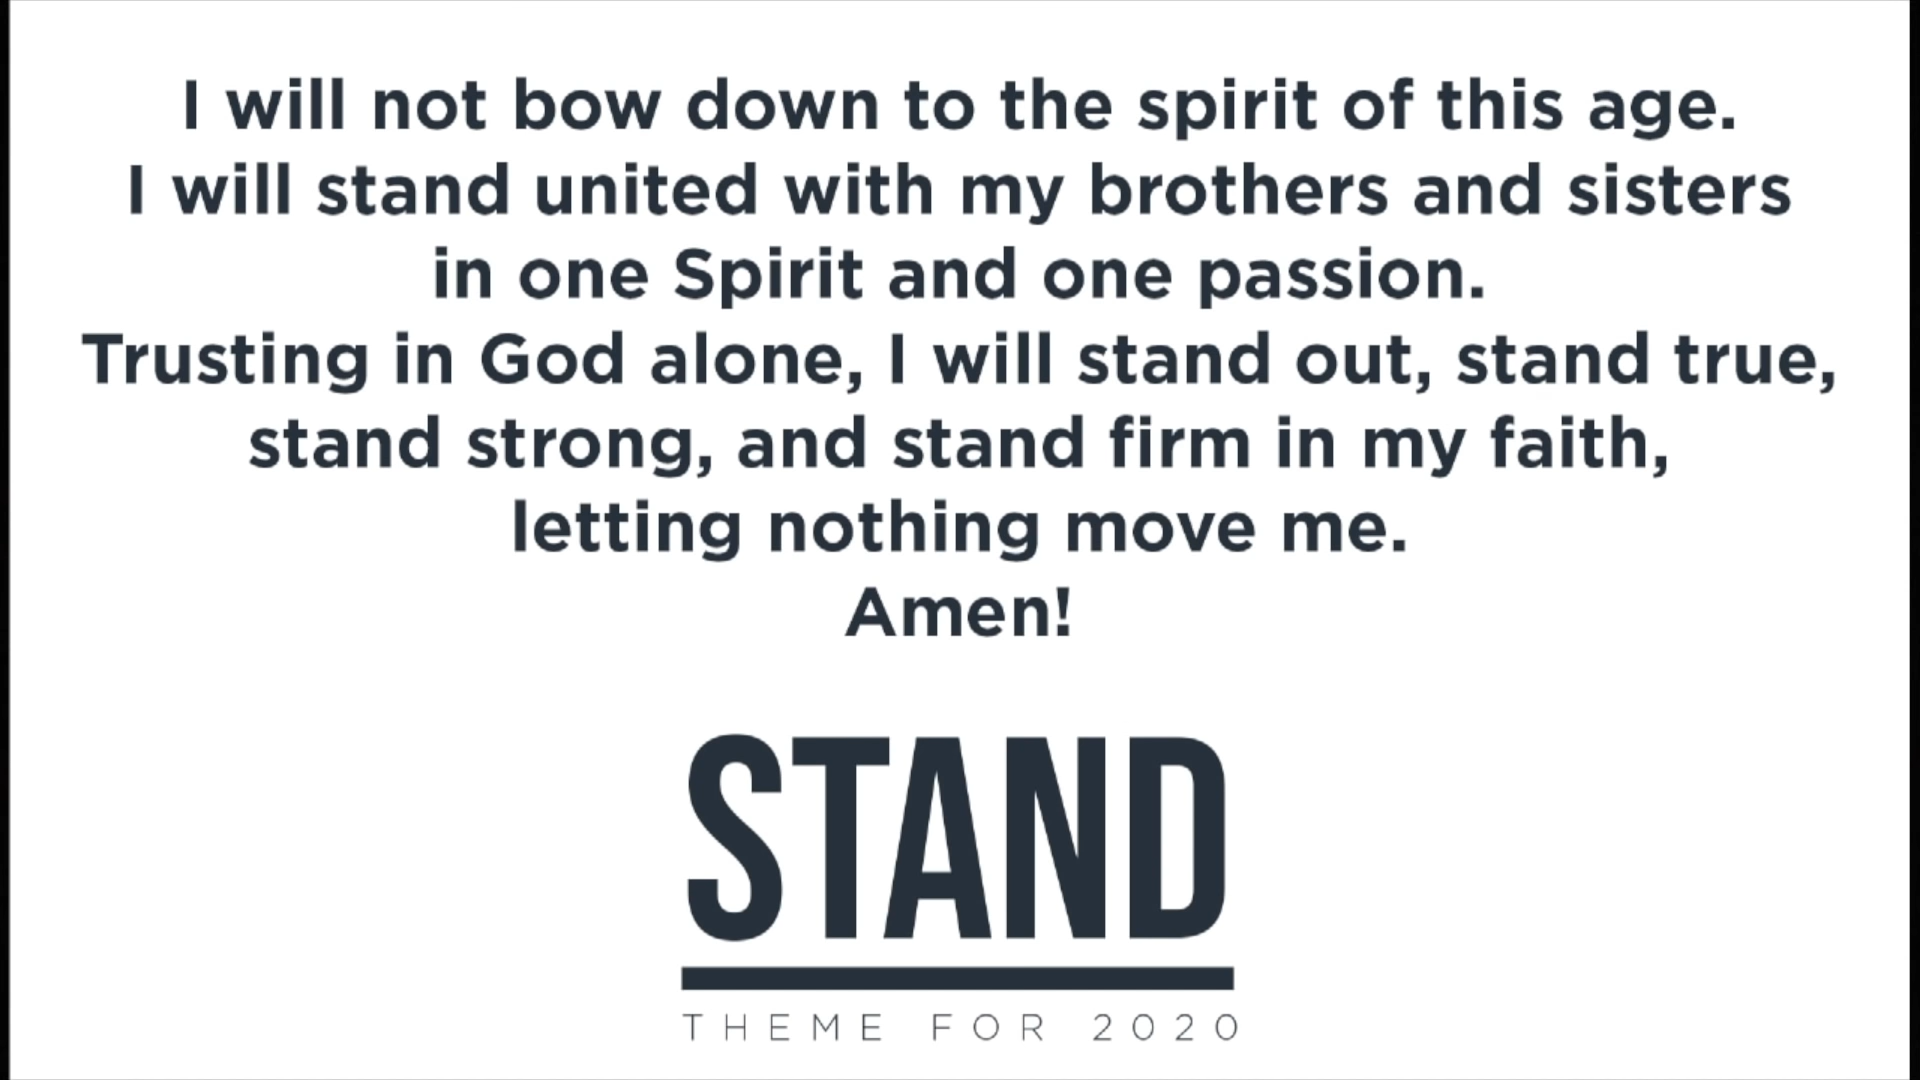 I will not bow down to the spirit of this age.
I will stand united with my brothers and sisters
in one Spirit and one passion.
Trusting in God alone, I will stand out, stand true,
stand strong, and stand firm in my faith,
letting nothing move me.
Amen!
STAND
THEME FOR 2020